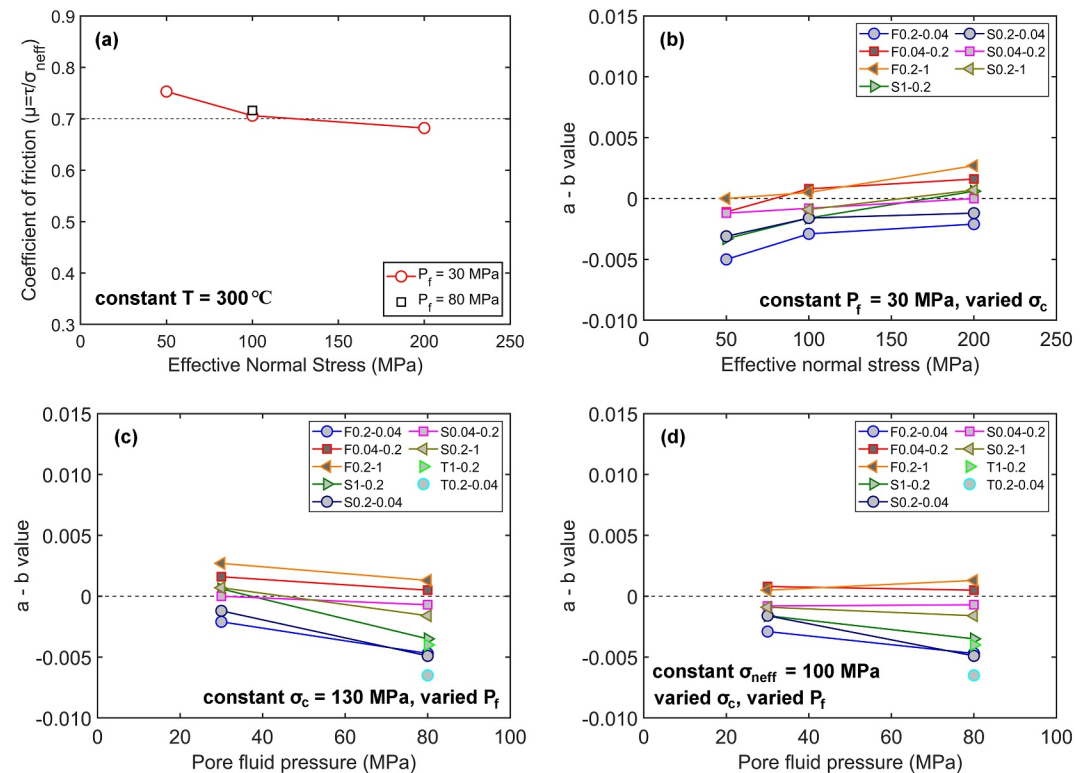 (a)
0.9
0.8
0.7
0.6
0.5
0.4
0.3
Coefficient of friction (μ=τ/σneff)
P_f = 30 MPa
P_f = 80 MPa
constant T = 300℃
0 50 100 150 200 250
Effective Normal Stress (MPa)
(b)
0.015
0.010
0.005
0
-0.005
-0.010
a - b value
F0.2-0.04 S0.2-0.04
F0.04-0.2 S0.04-0.2
F0.2-1 S0.2-1
S1-0.2
constant P_f = 30 MPa, varied σ_c
0 50 100 150 200 250
Effective normal stress (MPa)
(c)
0.015
0.010
0.005
0
-0.005
-0.010
a - b value
F0.2-0.04 S0.04-0.2
F0.04-0.2 S0.2-1
F0.2-1 T1-0.2
S1-0.2 T0.2-0.04
S0.2-0.04
constant σ_c = 130 MPa, varied P_f
0 20 40 60 80 100
Pore fluid pressure (MPa)
(d)
0.015
0.010
0.005
0
-0.005
-0.010
a - b value
F0.2-0.04 S0.04-0.2
F0.04-0.2 S0.2-1
F0.2-1 T1-0.2
S1-0.2 T0.2-0.04
S0.2-0.04
constant σneff = 100 MPa
varied σ_c, varied P_f
0 20 40 60 80 100
Pore fluid pressure (MPa)